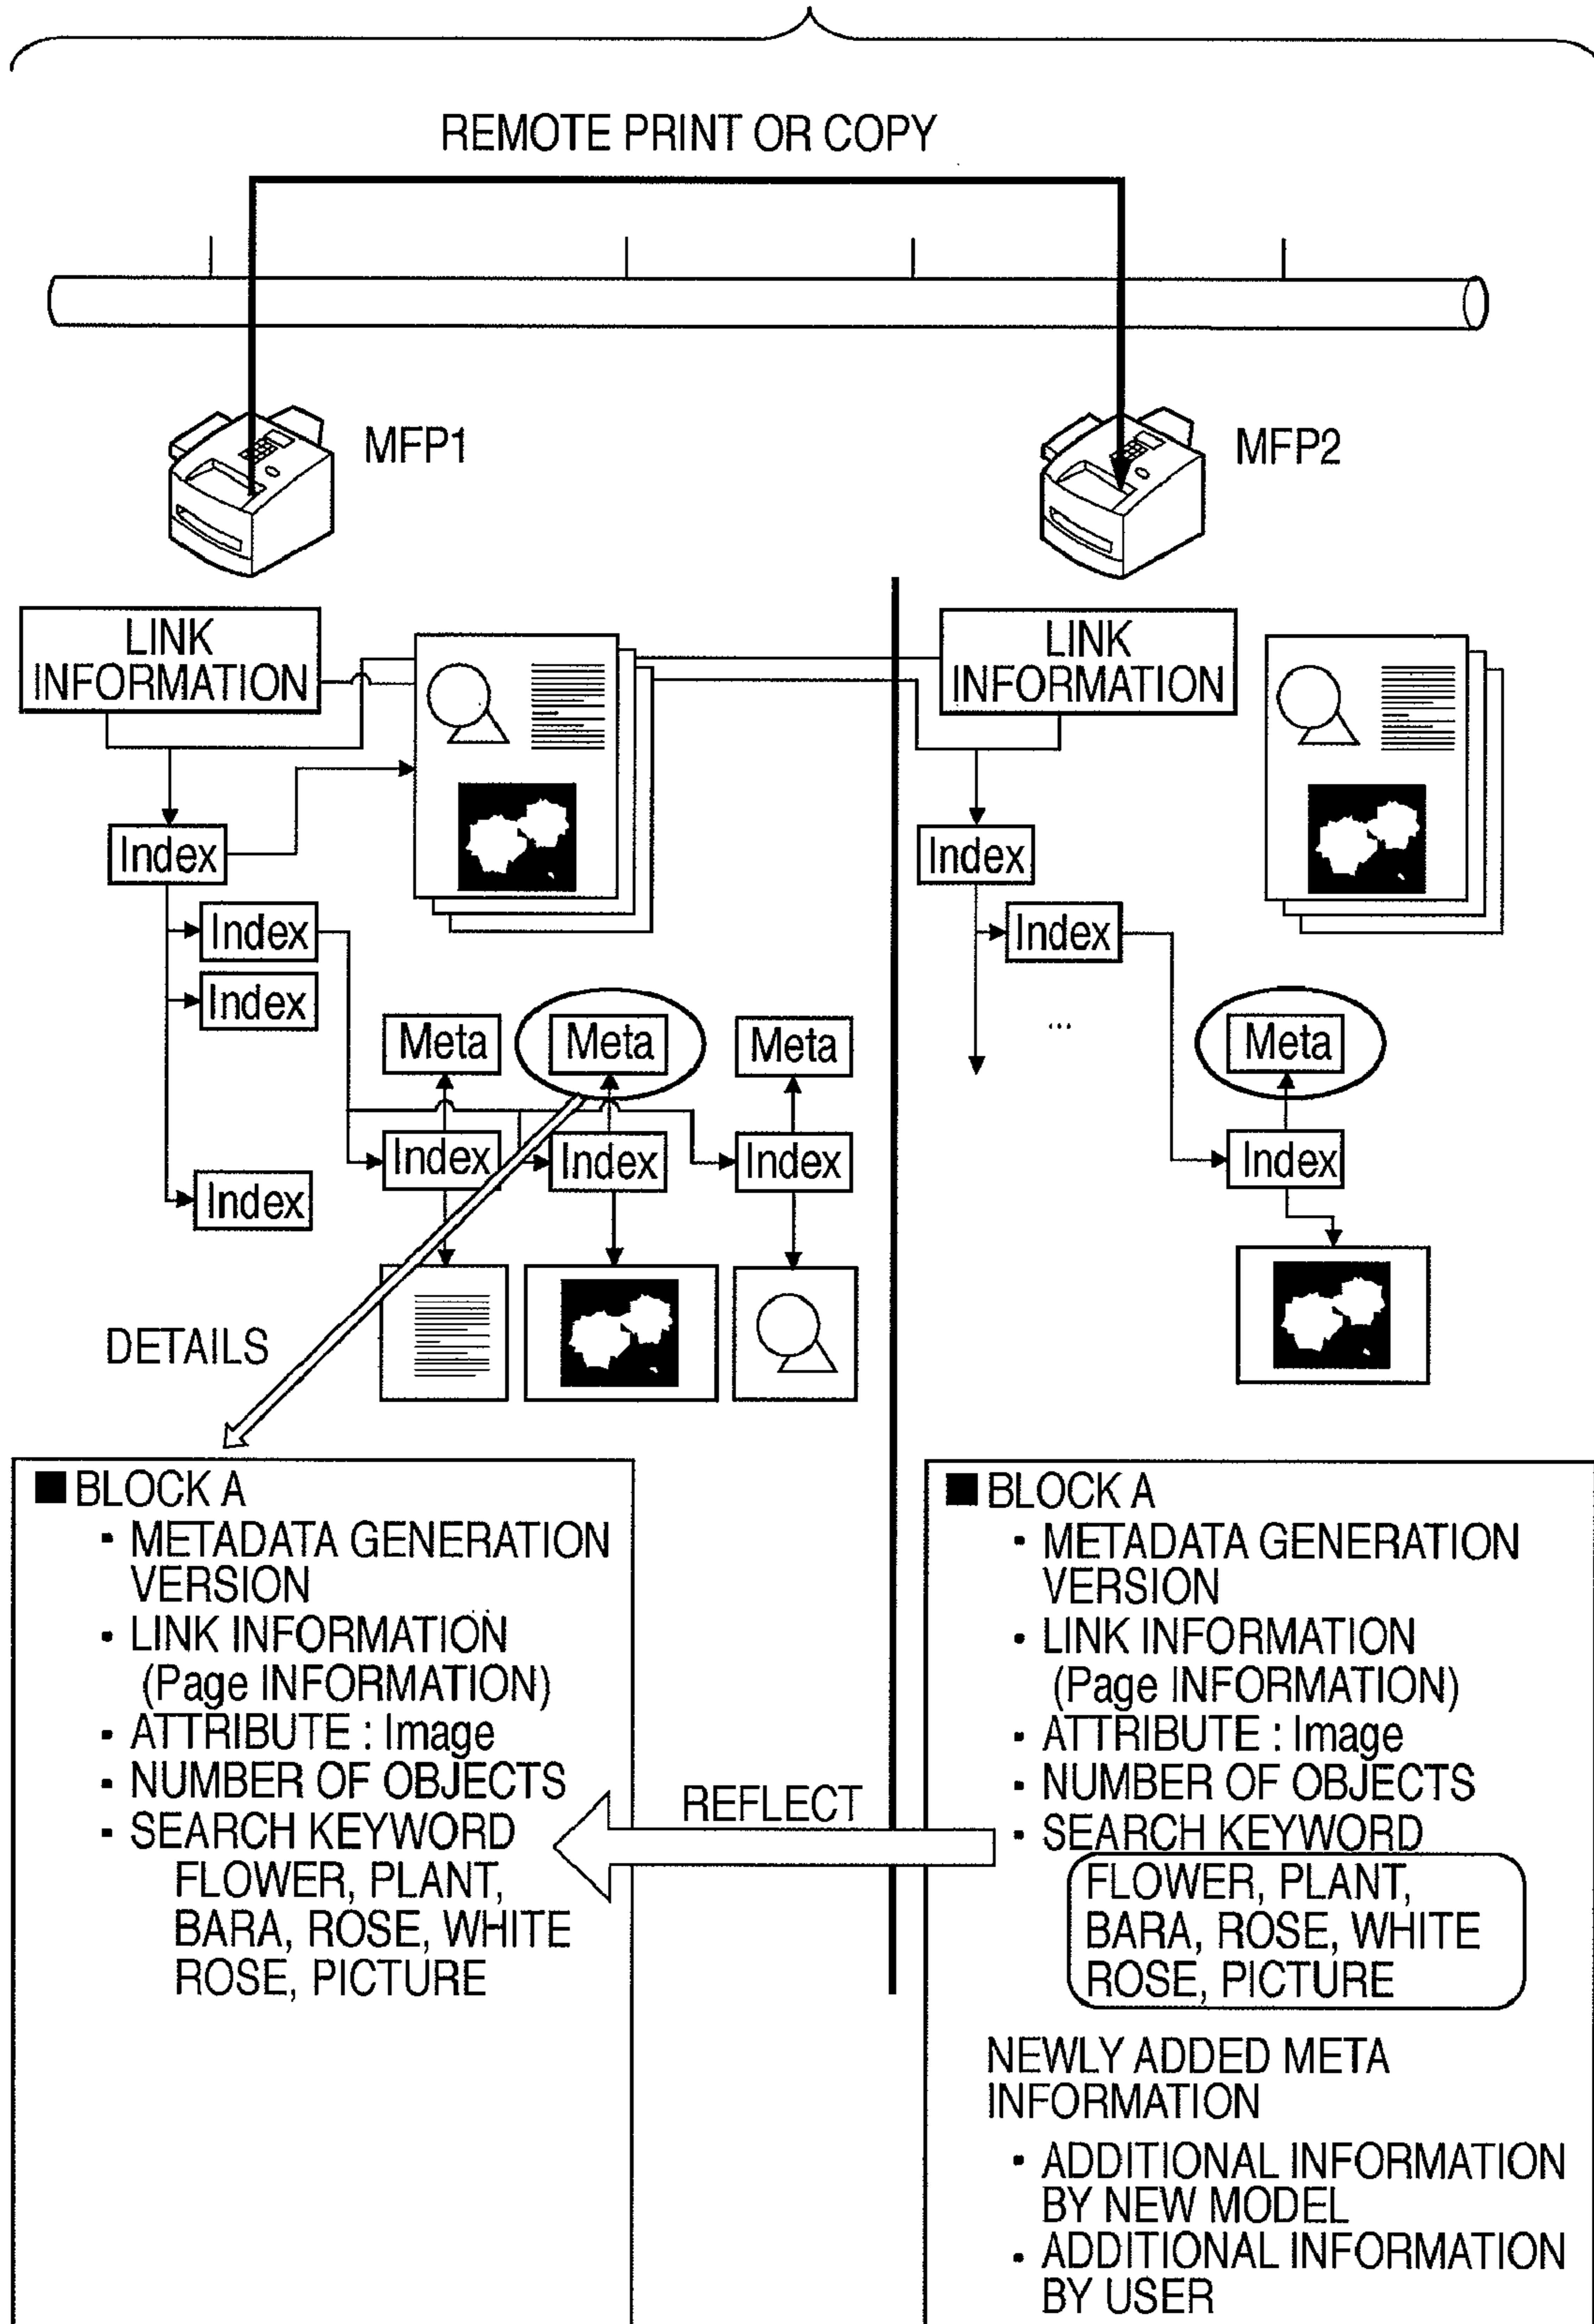 REMOTE PRINT OR COPY
MFP1
MFP2
LINK
INFORMATION
LINK
INFORMATION
Index
Index
Index
Index
Index
Index
Meta
Meta
Meta
...
Meta
Index
Index
Index
Index
Index
DETAILS
■ BLOCK A
▪ METADATA GENERATION
VERSION
▪ LINK INFORMATION
(Page INFORMATION)
▪ ATTRIBUTE : Image
▪ NUMBER OF OBJECTS
▪ SEARCH KEYWORD
FLOWER, PLANT,
BARA, ROSE, WHITE
ROSE, PICTURE
REFLECT
■ BLOCK A
▪ METADATA GENERATION
VERSION
▪ LINK INFORMATION
(Page INFORMATION)
▪ ATTRIBUTE : Image
▪ NUMBER OF OBJECTS
▪ SEARCH KEYWORD
FLOWER, PLANT,
BARA, ROSE, WHITE
ROSE, PICTURE
NEWLY ADDED META
INFORMATION
▪ ADDITIONAL INFORMATION
BY NEW MODEL
▪ ADDITIONAL INFORMATION
BY USER